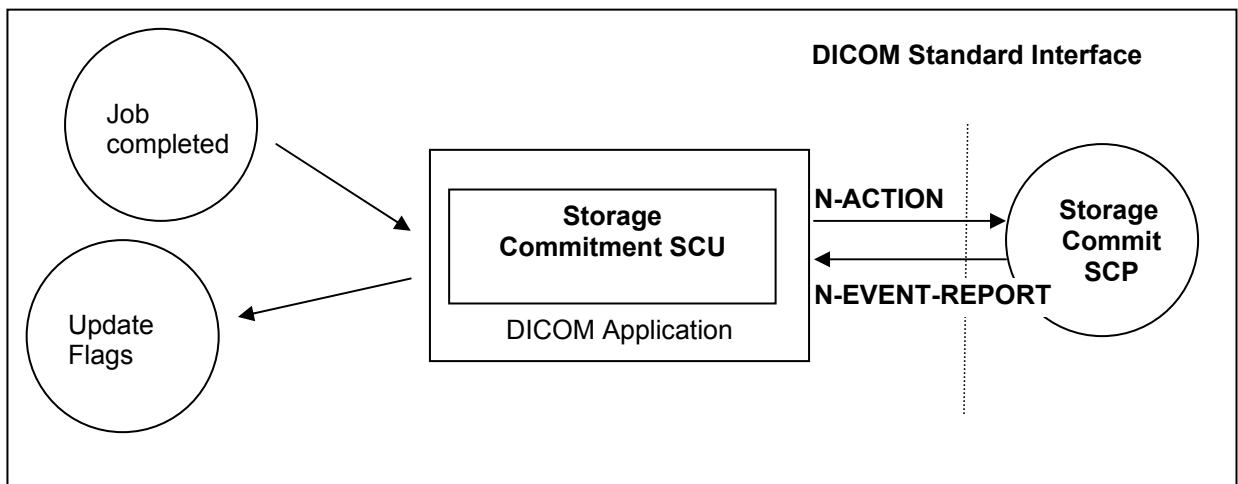 DICOM Standard Interface
Job
completed
Storage
Commitment SCU
DICOM Application
N-ACTION
N-EVENT-REPORT
Storage
Commit
SCP
Update
Flags